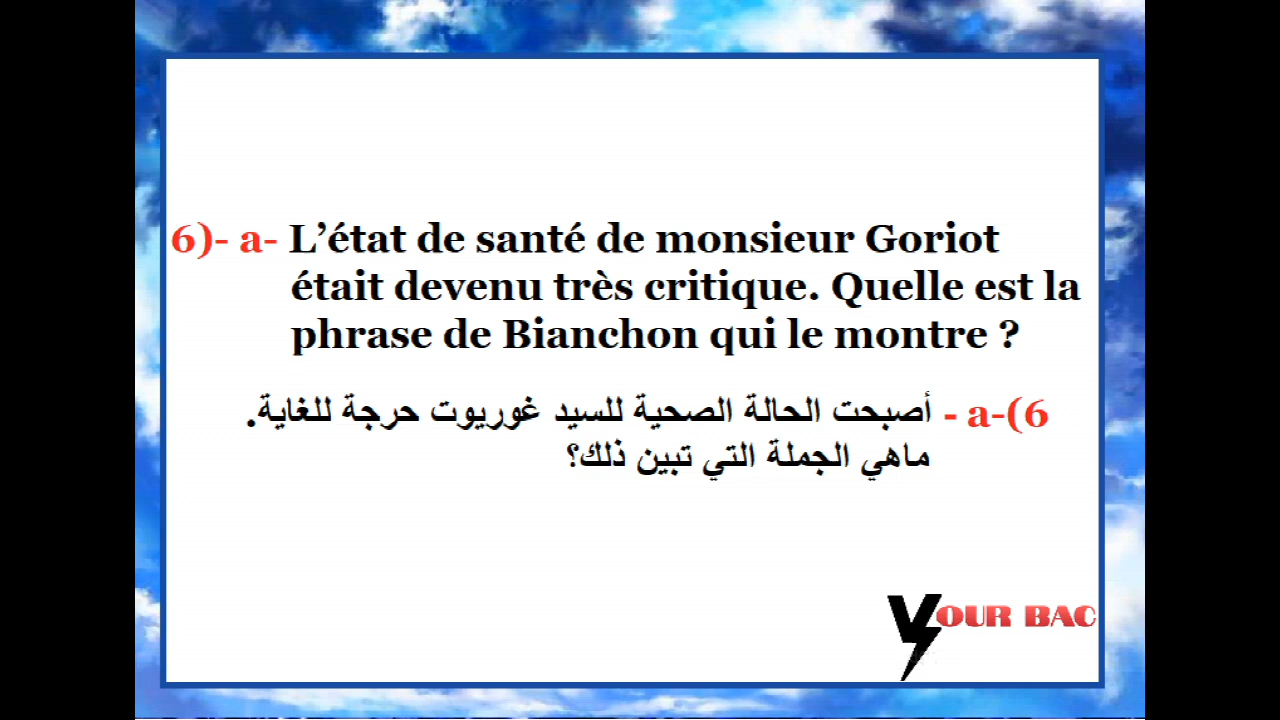 6)- a- L’état de santé de monsieur Goriot
était devenu très critique. Quelle est la
phrase de Bianchon qui le montre ?
6)-a - أصبحت الحالة الصحية للسيد غوريوت حرجة للغاية.
ماهي الجملة التي تبين ذلك؟
YOUR BAC